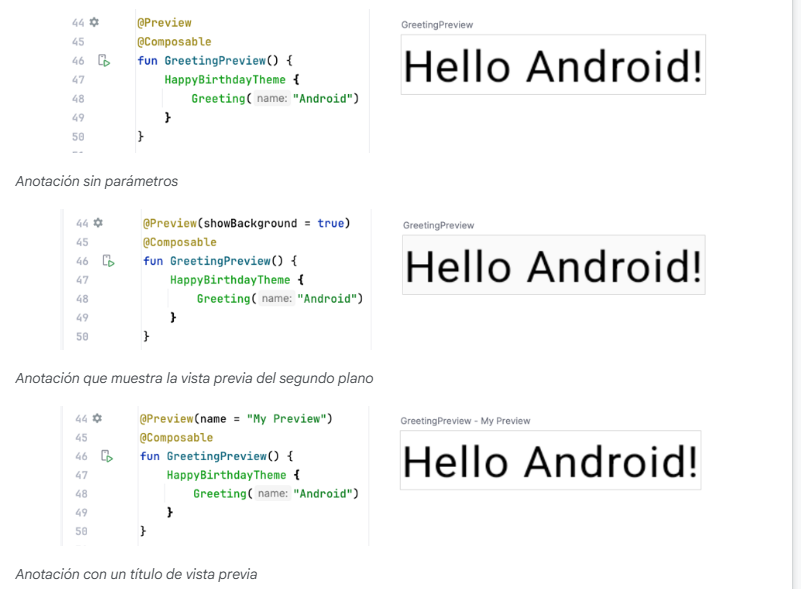 44 @Preview
45 @Composable
46 fun GreetingPreview() {
47 HappyBirthdayTheme {
48 Greeting( name: "Android")
49 }
50 }
GreetingPreview
Hello Android!
Anotación sin parámetros
44 @Preview(showBackground = true)
45 @Composable
46 fun GreetingPreview() {
47 HappyBirthdayTheme {
48 Greeting( name: "Android")
49 }
50 }
GreetingPreview
Hello Android!
Anotación que muestra la vista previa del segundo plano
44 @Preview(name = "My Preview")
45 @Composable
46 fun GreetingPreview() {
47 HappyBirthdayTheme {
48 Greeting( name: "Android")
49 }
50 }
GreetingPreview - My Preview
Hello Android!
Anotación con un título de vista previa